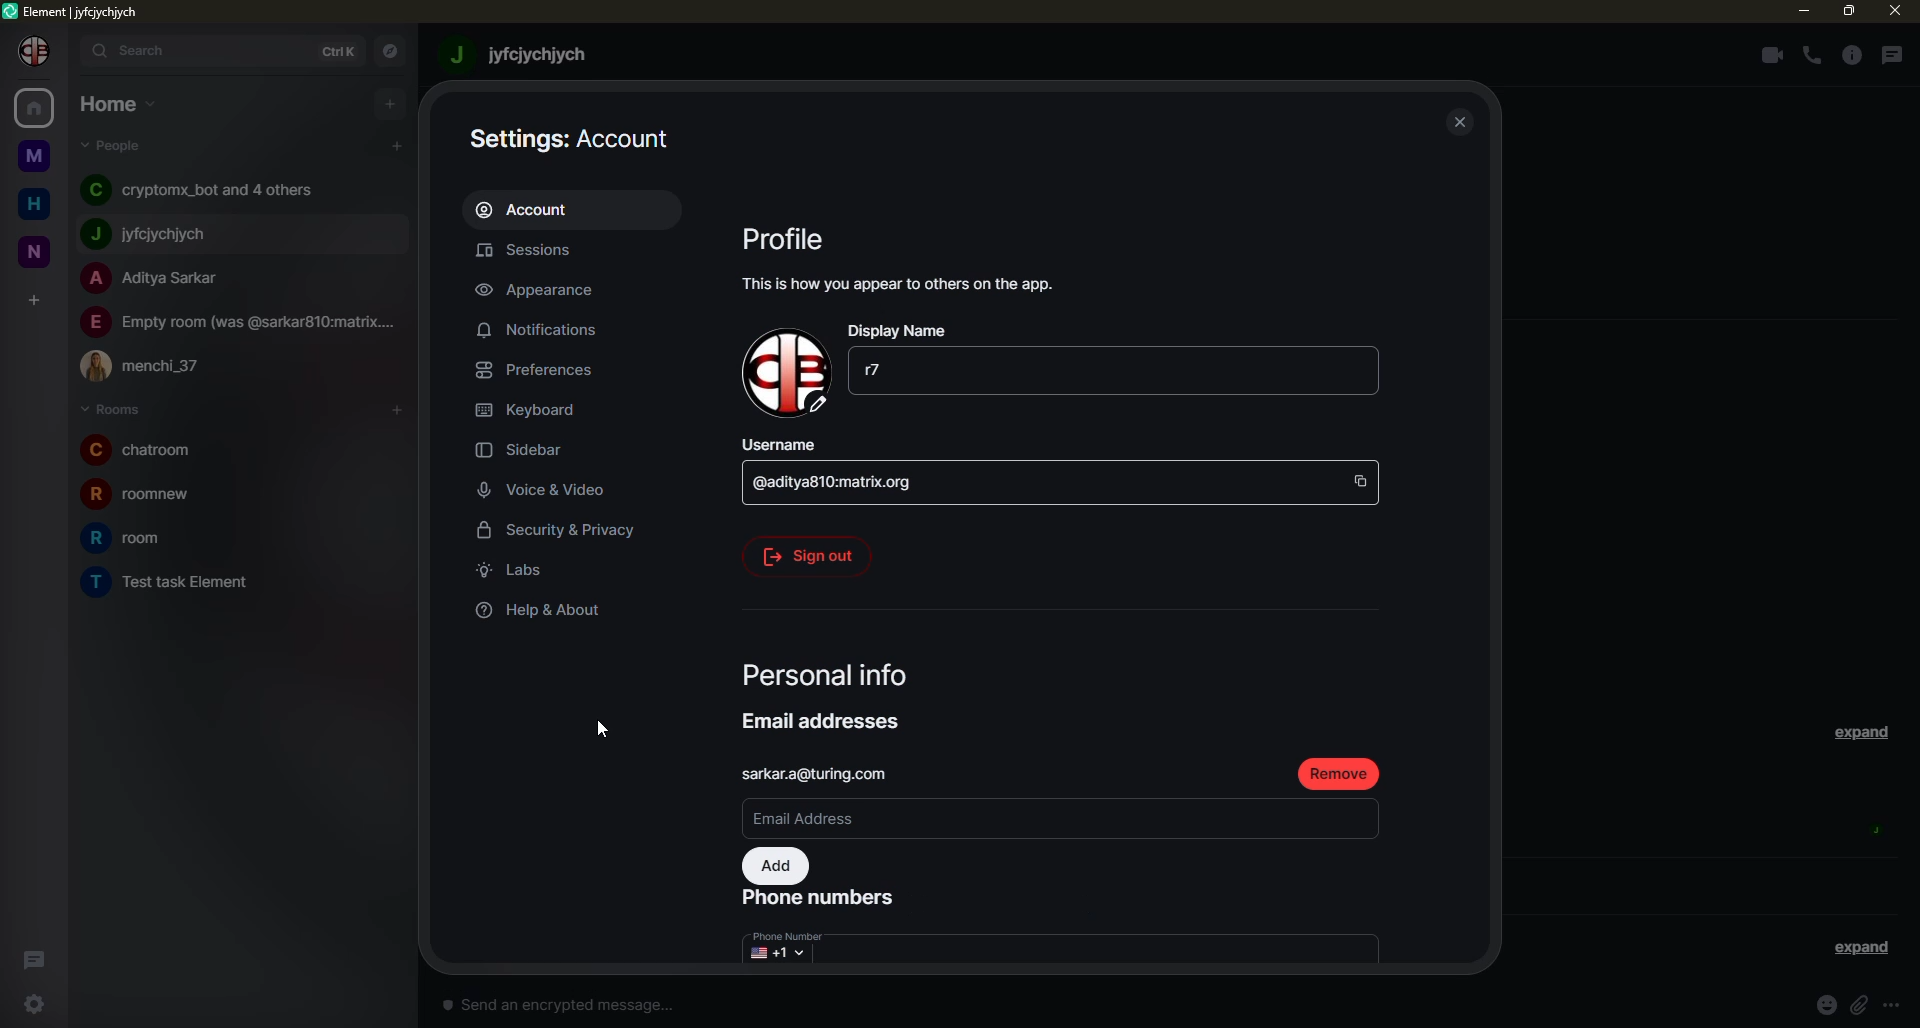 Element | jyfcjychjych
Search
Ctrl K
J jyfcjychjych
Home
People
M
H
N
C cryptomx_bot and 4 others
J jyfcjychjych
A Aditya Sarkar
E Empty room (was @sarkar810:matrix....
menchi_37
Rooms
C chatroom
R roomnew
R room
T Test task Element
Settings: Account
Account
Sessions
Appearance
Notifications
Preferences
Keyboard
Sidebar
Voice & Video
Security & Privacy
Labs
Help & About
Profile
This is how you appear to others on the app.
Display Name
r7
Username
@aditya810:matrix.org
Sign out
Personal info
Email addresses
sarkar.a@turing.com
Remove
Email Address
Add
Phone numbers
Phone Number
+1
expand
J
expand
Send an encrypted message...